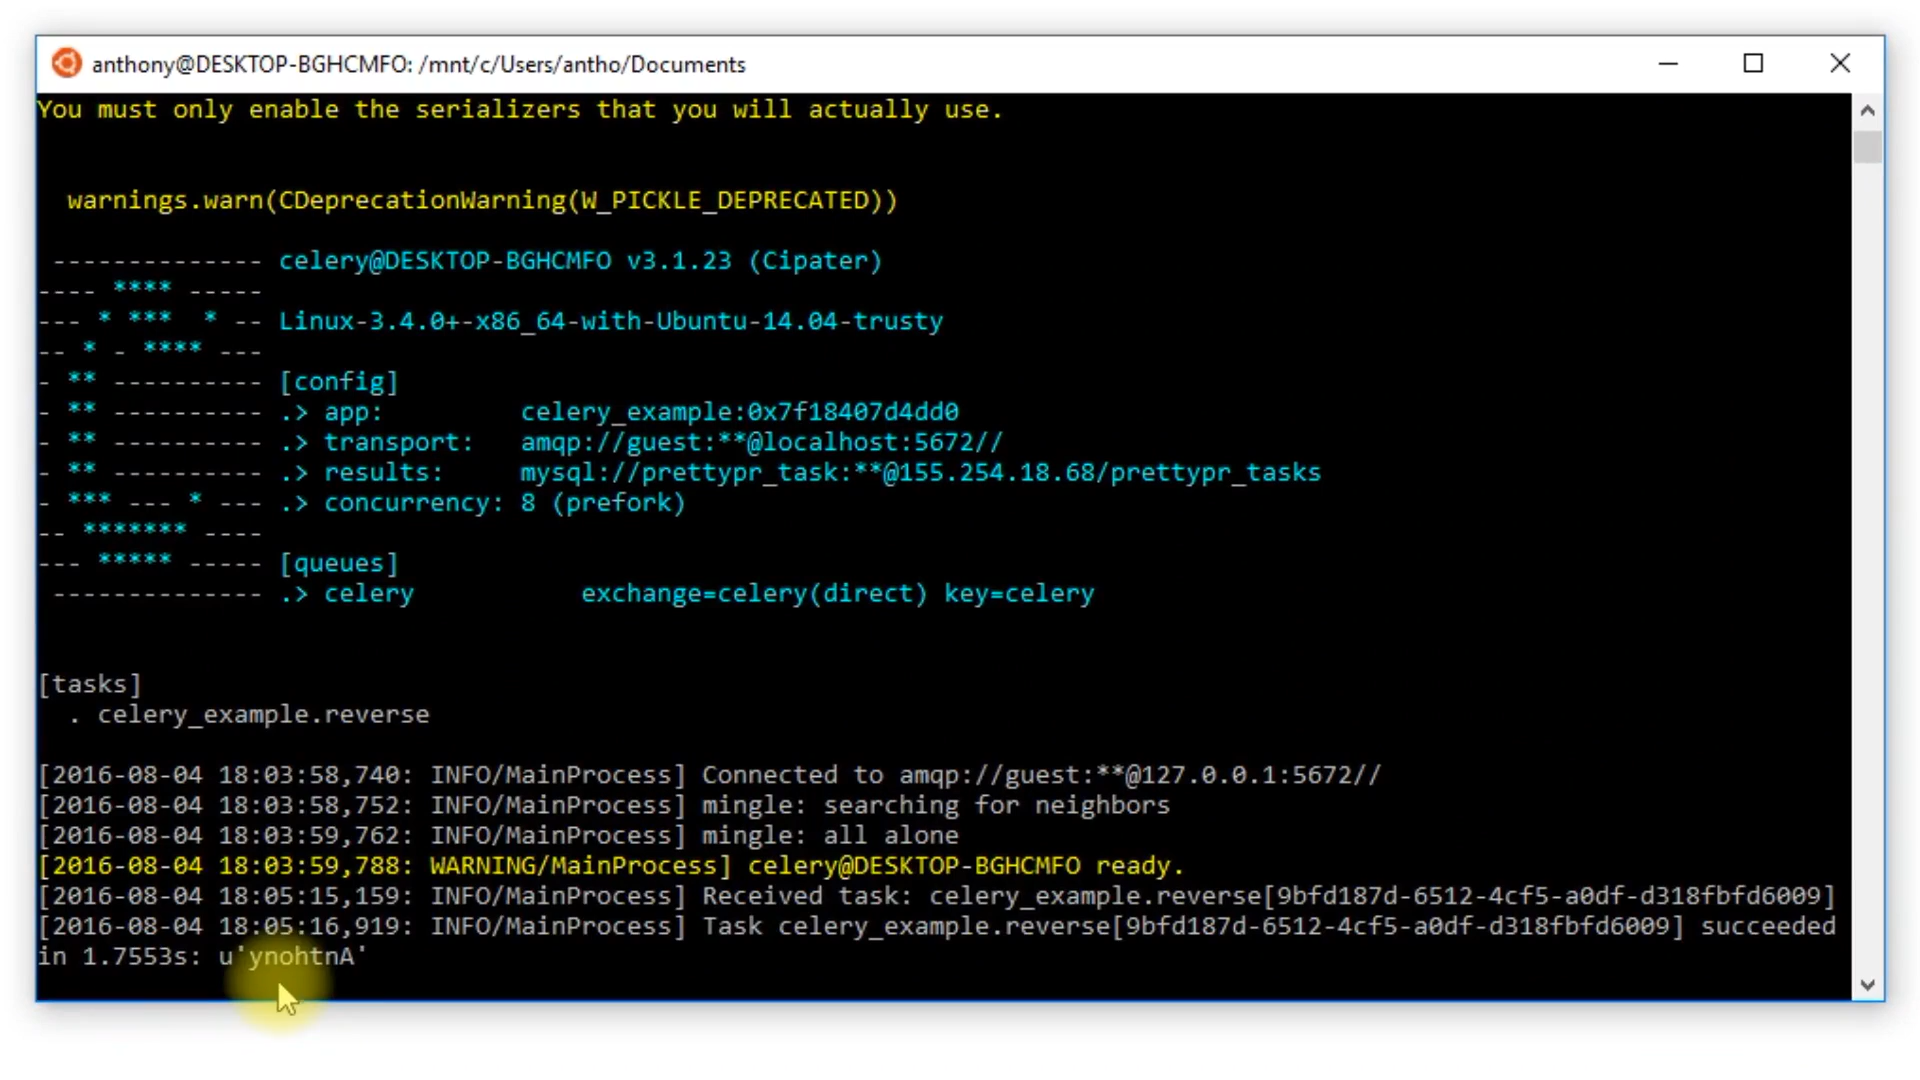 anthony@DESKTOP-BGHCMFO: /mnt/c/Users/antho/Documents
You must only enable the serializers that you will actually use.
  warnings.warn(CDeprecationWarning(W_PICKLE_DEPRECATED))
 -------------- celery@DESKTOP-BGHCMFO v3.1.23 (Cipater)
---- **** -----
--- * ***  * -- Linux-3.4.0+-x86_64-with-Ubuntu-14.04-trusty
-- * - **** ---
- ** ---------- [config]
- ** ---------- .> app:         celery_example:0x7f18407d4dd0
- ** ---------- .> transport:   amqp://guest:**@localhost:5672//
- ** ---------- .> results:     mysql://prettypr_task:**@155.254.18.68/prettypr_tasks
- *** --- * --- .> concurrency: 8 (prefork)
-- ******* ----
--- ***** ----- [queues]
 -------------- .> celery           exchange=celery(direct) key=celery
[tasks]
  . celery_example.reverse
[2016-08-04 18:03:58,740: INFO/MainProcess] Connected to amqp://guest:**@127.0.0.1:5672//
[2016-08-04 18:03:58,752: INFO/MainProcess] mingle: searching for neighbors
[2016-08-04 18:03:59,762: INFO/MainProcess] mingle: all alone
[2016-08-04 18:03:59,788: WARNING/MainProcess] celery@DESKTOP-BGHCMFO ready.
[2016-08-04 18:05:15,159: INFO/MainProcess] Received task: celery_example.reverse[9bfd187d-6512-4cf5-a0df-d318fbfd6009]
[2016-08-04 18:05:16,919: INFO/MainProcess] Task celery_example.reverse[9bfd187d-6512-4cf5-a0df-d318fbfd6009] succeeded
in 1.7553s: u'ynohtnA'